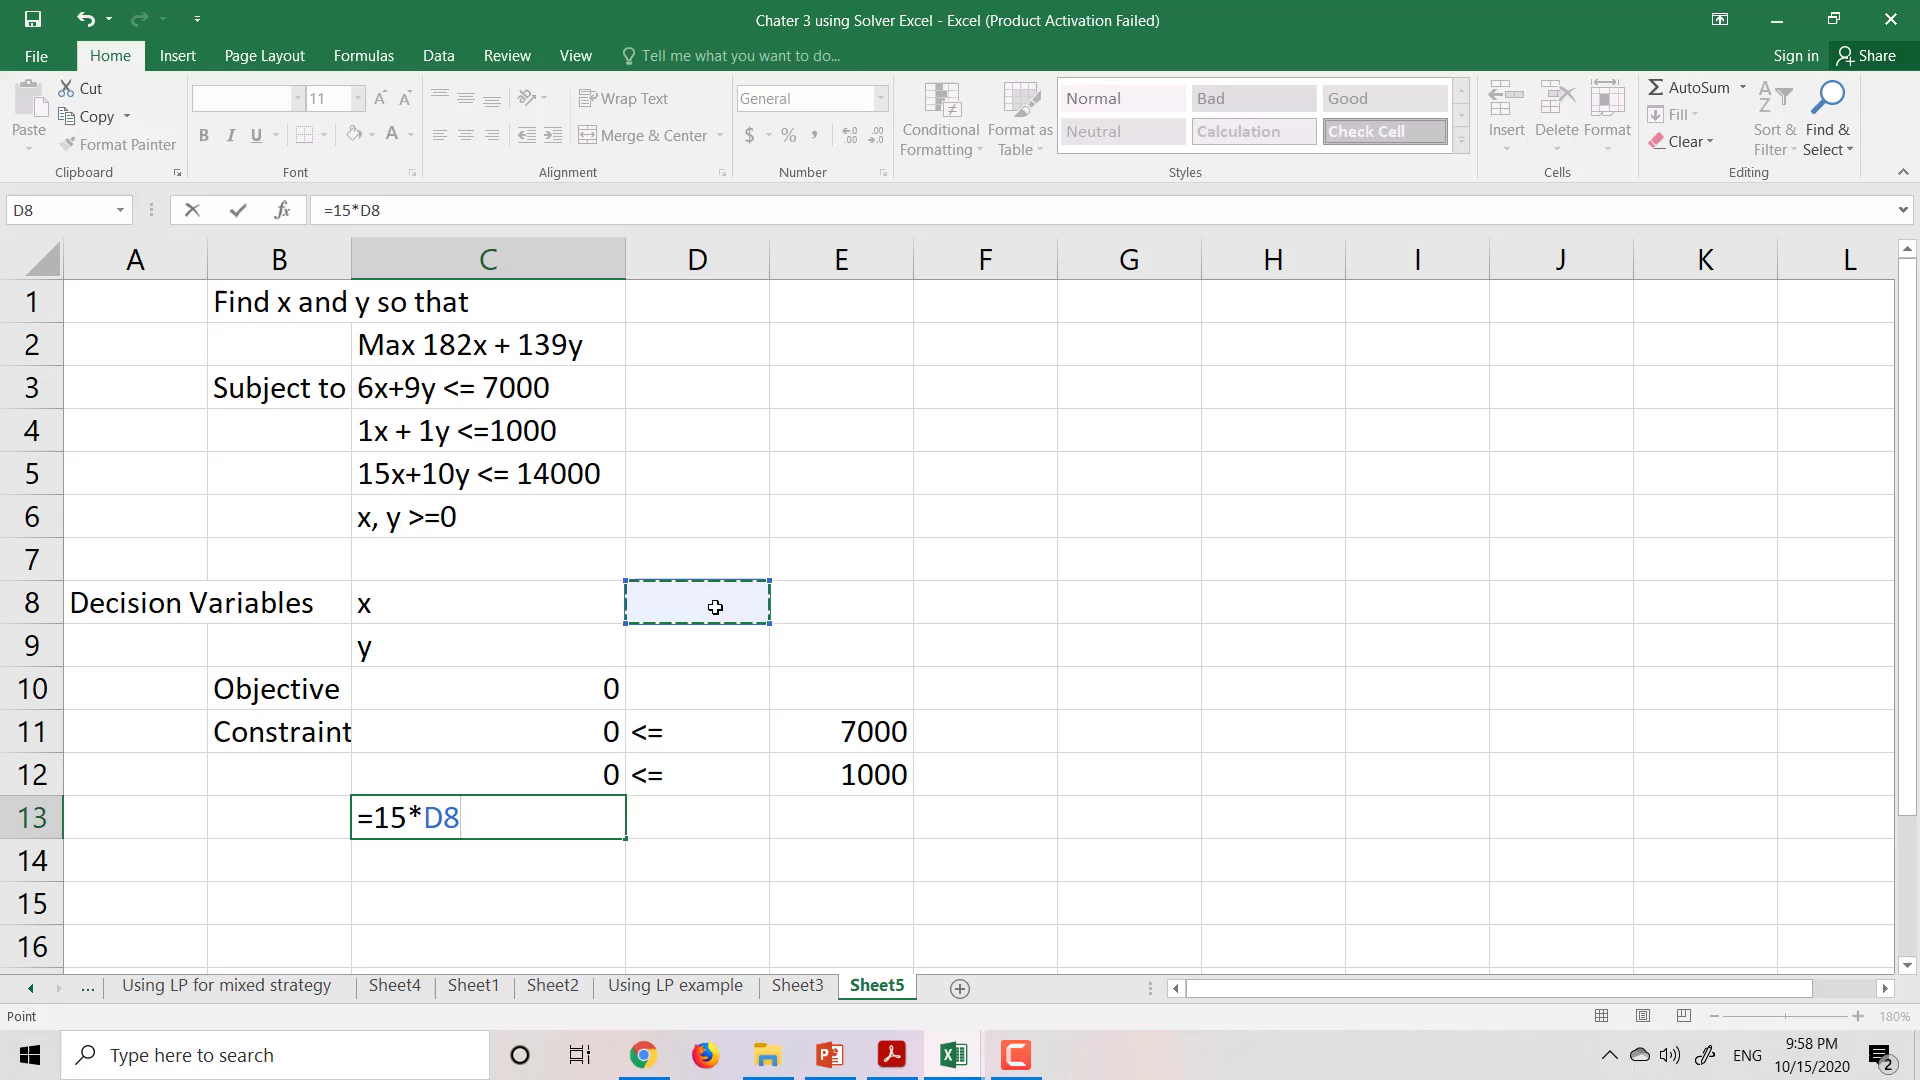 Chater 3 using Solver Excel - Excel (Product Activation Failed)
File Home Insert Page Layout Formulas Data Review View Tell me what you want to do... Sign in Share
Paste
Cut
Copy
Format Painter
Clipboard
11
A A
B I U A
Font
Wrap Text
Merge & Center
Alignment
General
$ % ,
Number
Conditional Formatting
Format as Table
Normal Bad Good
Neutral Calculation Check Cell
Styles
Insert Delete Format
Cells
AutoSum
Fill
Clear
Sort & Filter
Find & Select
Editing
D8 fx =15*D8
A B C D E F G H I J K L
1 Find x and y so that
2 Max 182x + 139y
3 Subject to 6x+9y <= 7000
4 1x + 1y <=1000
5 15x+10y <= 14000
6 x, y >=0
7
8 Decision Variables x
9 y
10 Objective 0
11 Constraint 0 <= 7000
12 0 <= 1000
13 =15*D8
14
15
16
... Using LP for mixed strategy Sheet4 Sheet1 Sheet2 Using LP example Sheet3 Sheet5
Point 180%
Type here to search
ENG
9:58 PM
10/15/2020
2